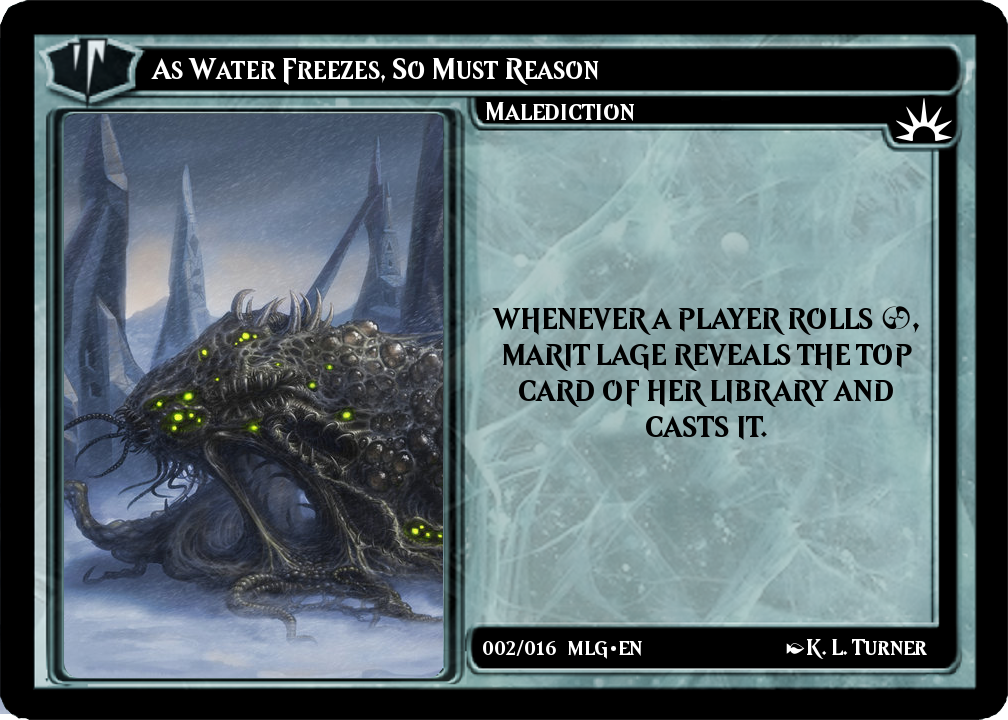 As Water Freezes, So Must Reason
Malediction
WHENEVER A PLAYER ROLLS ,
MARIT LAGE REVEALS THE TOP
CARD OF HER LIBRARY AND
CASTS IT.
002/016 MLG•EN
K. L. Turner